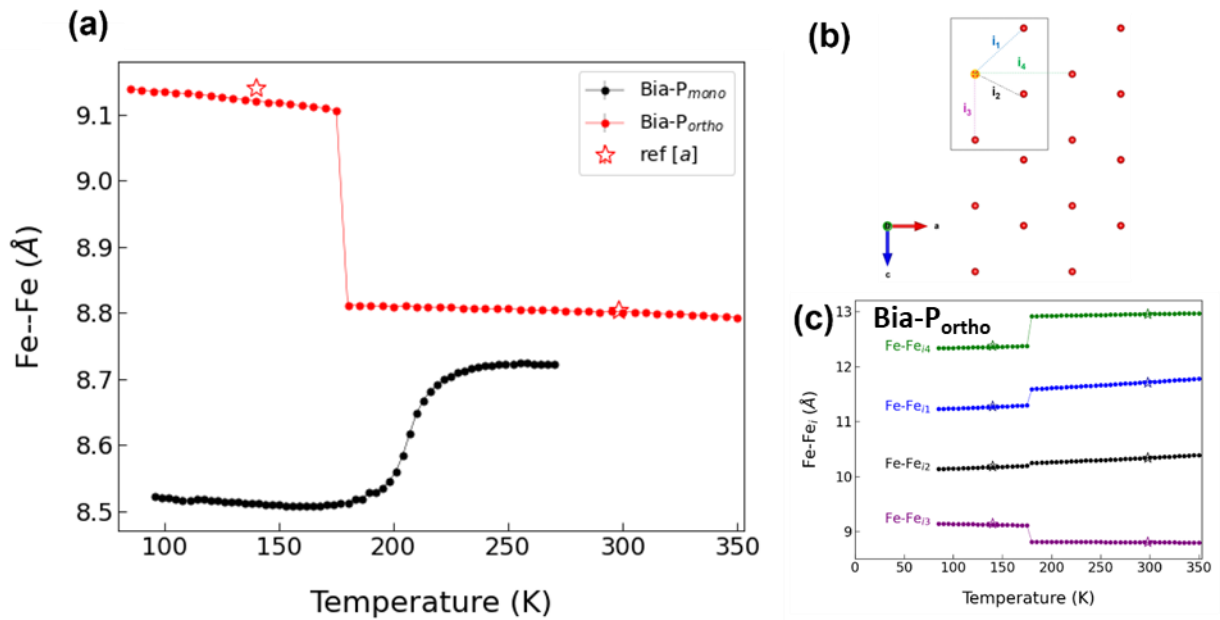 (a)
9.1
9.0
8.9
8.8
8.7
8.6
8.5
Fe--Fe (Å)
100
150
200
250
300
350
Temperature (K)
Bia-Pmono
Bia-Portho
ref [a]
(b)
i1
i4
i2
i3
a
c
(c)
Bia-Portho
13
12
11
10
9
Fe-Fei (Å)
Fe-Fei4
Fe-Fei1
Fe-Fei2
Fe-Fei3
0
50
100
150
200
250
300
350
Temperature (K)